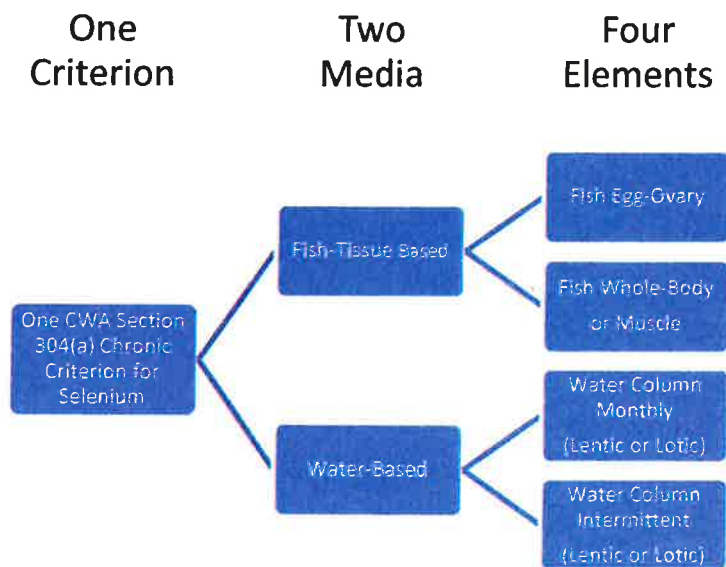 One
Criterion
Two
Media
Four
Elements
Fish Egg-Ovary
Fish-Tissue Based
Fish Whole-Body
or Muscle
One CWA Section
304(a) Chronic
Criterion for
Selenium
Water Column
Monthly
(Lentic or Lotic)
Water-Based
Water Column
Intermittent
(Lentic or Lotic)